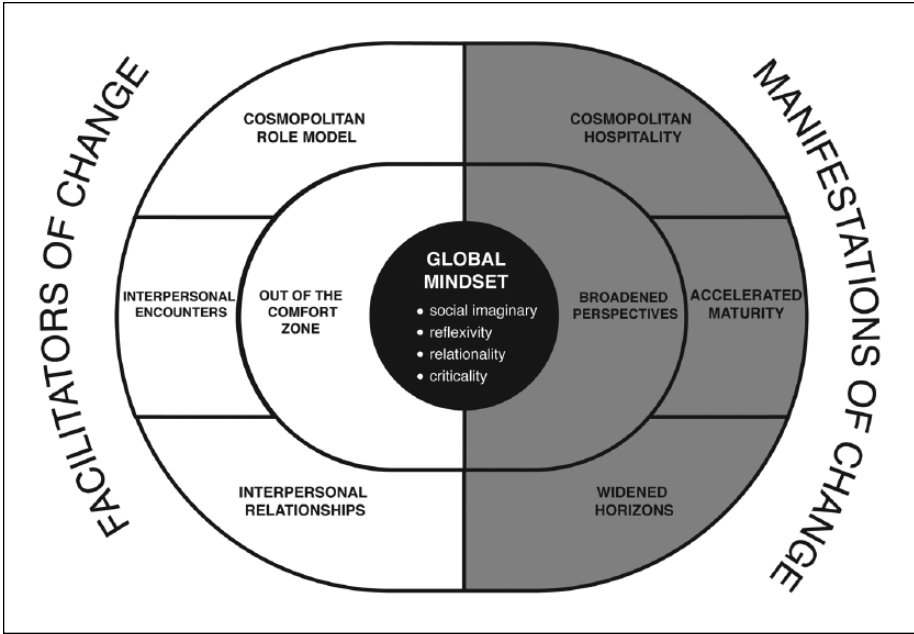 FACILITATORS OF CHANGE
COSMOPOLITAN
ROLE MODEL
INTERPERSONAL
ENCOUNTERS
OUT OF THE
COMFORT
ZONE
INTERPERSONAL
RELATIONSHIPS
GLOBAL
MINDSET
• social imaginary
• reflexivity
• relationality
• criticality
COSMOPOLITAN
HOSPITALITY
BROADENED
PERSPECTIVES
ACCELERATED
MATURITY
WIDENED
HORIZONS
MANIFESTATIONS OF CHANGE